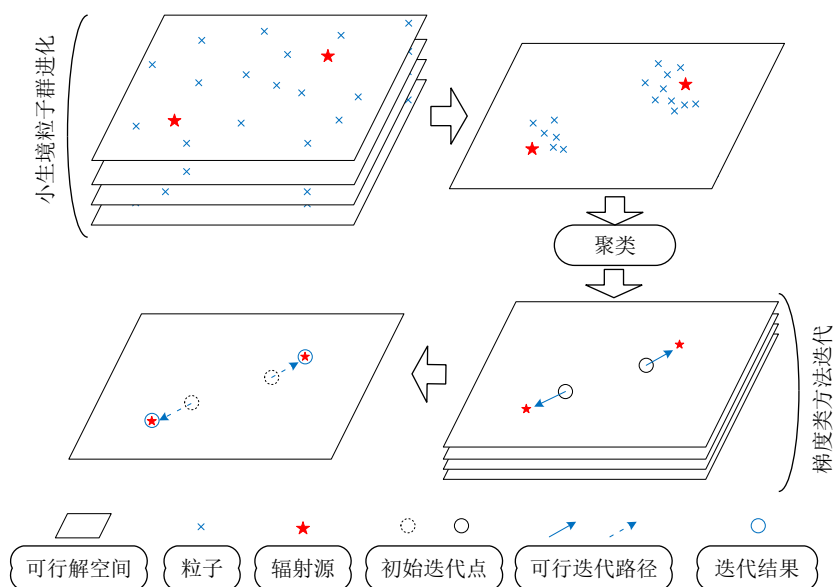 小生境粒子群进化
聚类
梯度类方法迭代
可行解空间
粒子
辐射源
初始迭代点
可行迭代路径
迭代结果